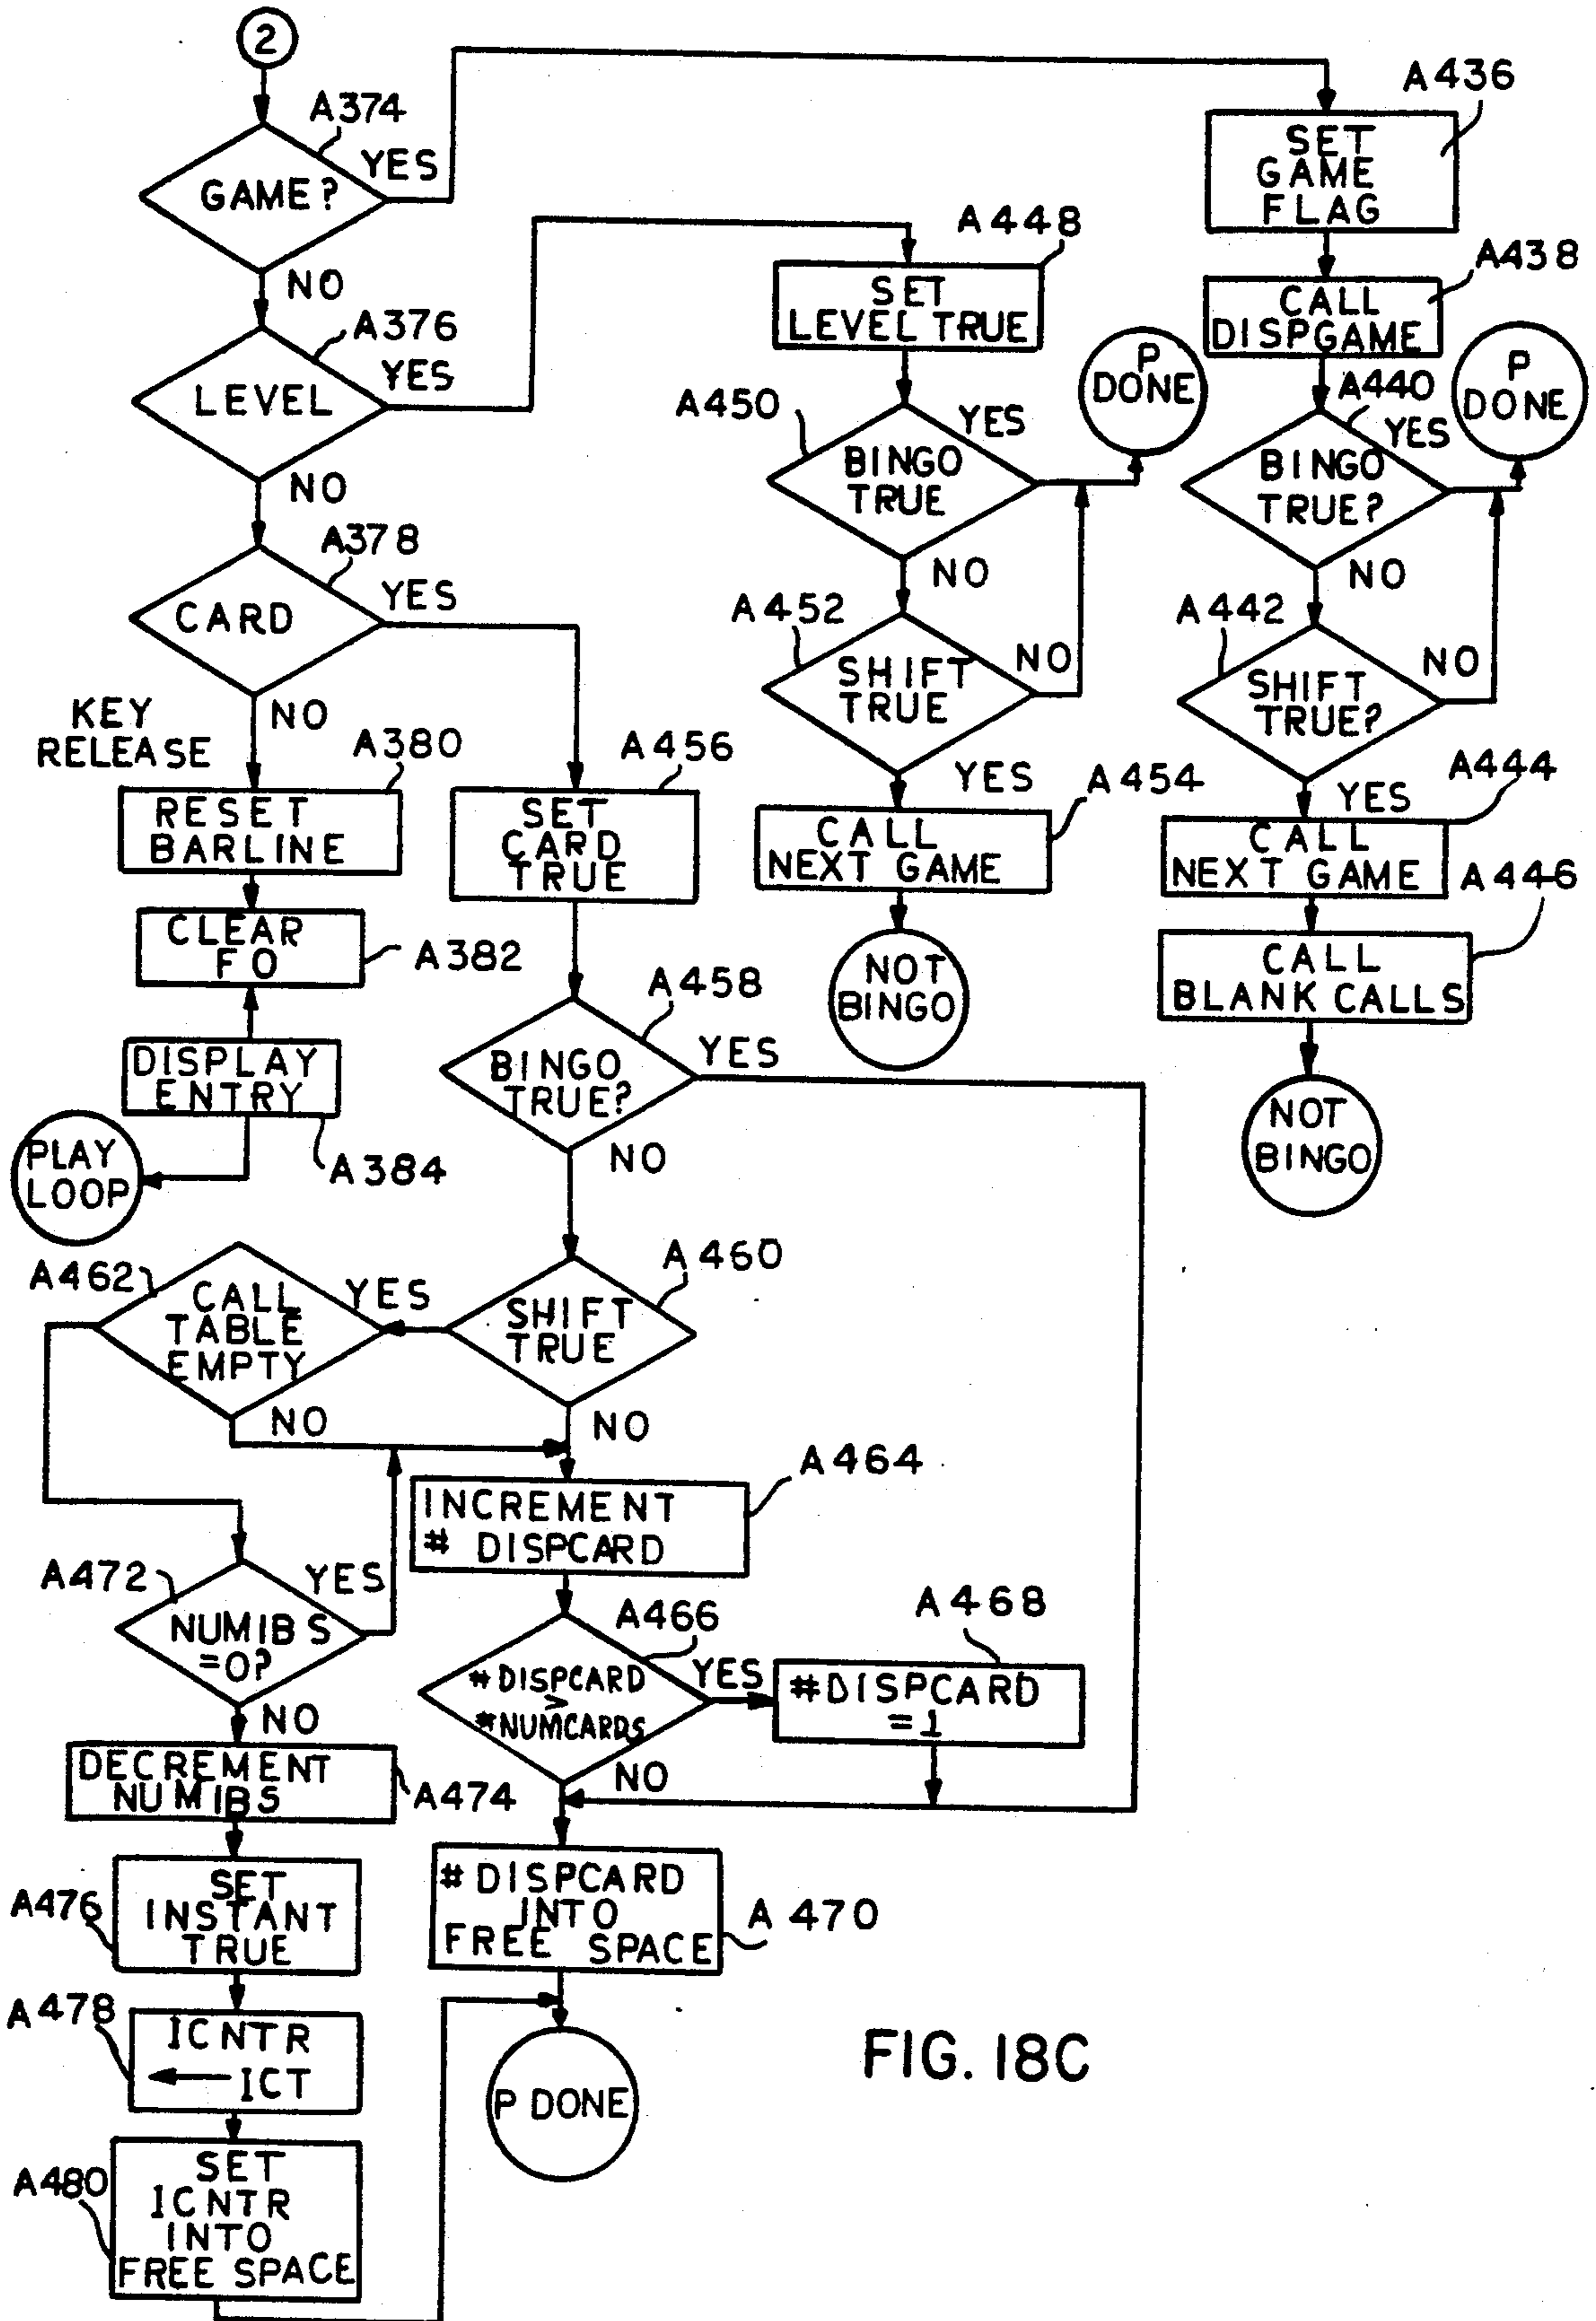 2
A374
GAME?
YES
NO
A376
LEVEL
YES
NO
A378
CARD
YES
NO
KEY
RELEASE
A380
RESET
BARLINE
CLEAR
FO
A382
DISPLAY
ENTRY
A384
PLAY
LOOP
A436
SET
GAME
FLAG
A438
CALL
DISPGAME
A440
BINGO
TRUE?
YES
P
DONE
NO
A442
SHIFT
TRUE?
NO
YES
A444
CALL
NEXT GAME
A446
CALL
BLANK CALLS
NOT
BINGO
A448
SET
LEVEL TRUE
A450
BINGO
TRUE
YES
P
DONE
NO
A452
SHIFT
TRUE
NO
YES
A454
CALL
NEXT GAME
NOT
BINGO
A456
SET
CARD
TRUE
A458
BINGO
TRUE?
YES
NO
A460
SHIFT
TRUE
YES
NO
A462
CALL
TABLE
EMPTY
NO
A464
INCREMENT
# DISPCARD
A466
#DISPCARD
>
#NUMCARDS
YES
NO
A468
#DISPCARD
=1
A470
#DISPCARD
INTO
FREE SPACE
P DONE
A472
NUMIBS
=0?
YES
NO
DECREMENT
NUMIBS
A474
A476
SET
INSTANT
TRUE
A478
ICNTR
← ICT
A480
SET
ICNTR
INTO
FREE SPACE
FIG. 18C